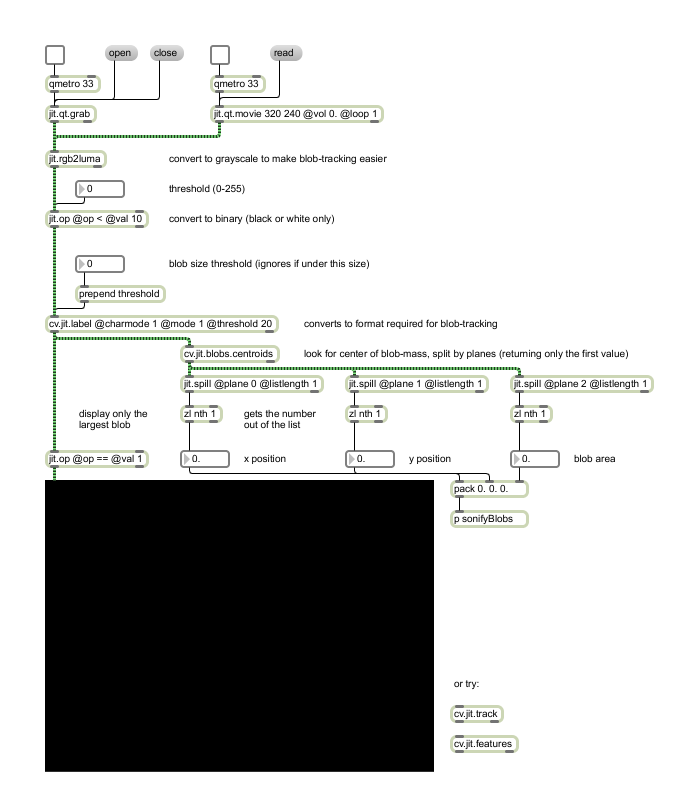 open close read
qmetro 33 qmetro 33
jit.qt.grab jit.qt.movie 320 240 @vol 0. @loop 1
jit.rgb2luma convert to grayscale to make blob-tracking easier
0 threshold (0-255)
jit.op @op < @val 10 convert to binary (black or white only)
0 blob size threshold (ignores if under this size)
prepend threshold
cv.jit.label @charmode 1 @mode 1 @threshold 20 converts to format required for blob-tracking
cv.jit.blobs.centroids look for center of blob-mass, split by planes (returning only the first value)
jit.spill @plane 0 @listlength 1 jit.spill @plane 1 @listlength 1 jit.spill @plane 2 @listlength 1
display only the
largest blob
zl nth 1
gets the number
out of the list
zl nth 1 zl nth 1
jit.op @op == @val 1 0. x position 0. y position 0. blob area
pack 0. 0. 0.
p sonifyBlobs
or try:
cv.jit.track
cv.jit.features